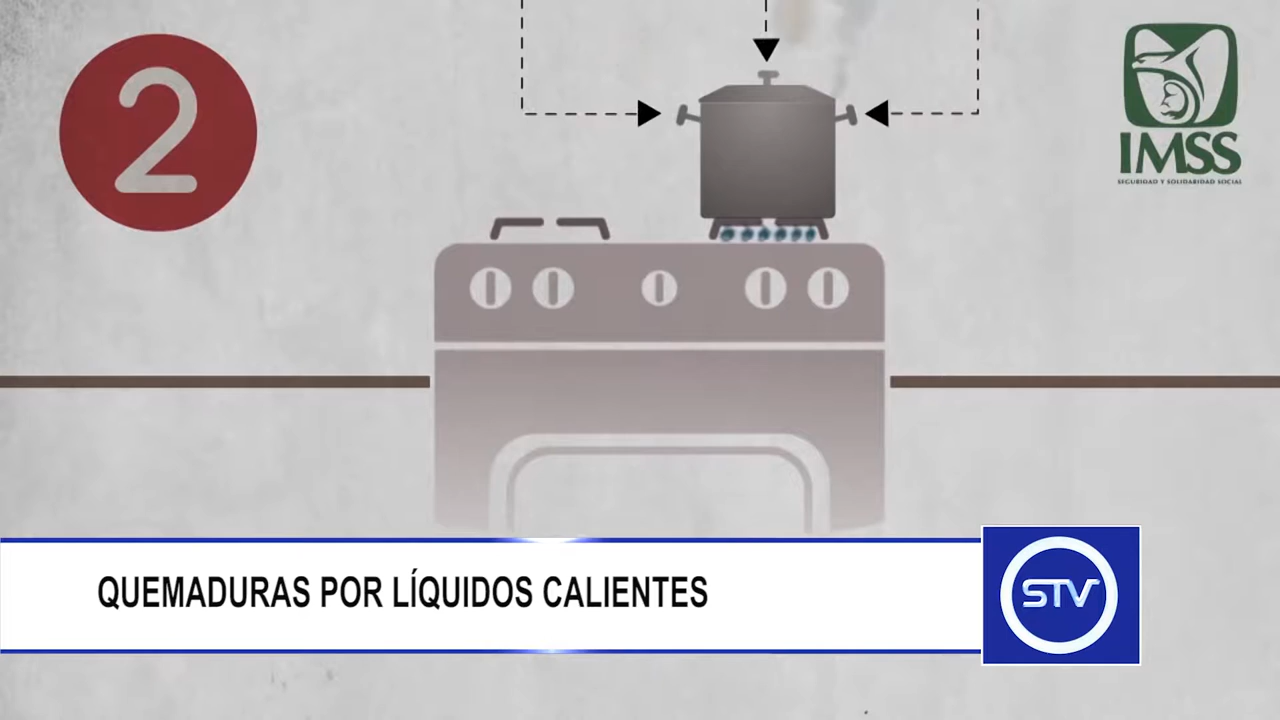 2
IMSS
SEGURIDAD Y SOLIDARIDAD SOCIAL
QUEMADURAS POR LÍQUIDOS CALIENTES
STV